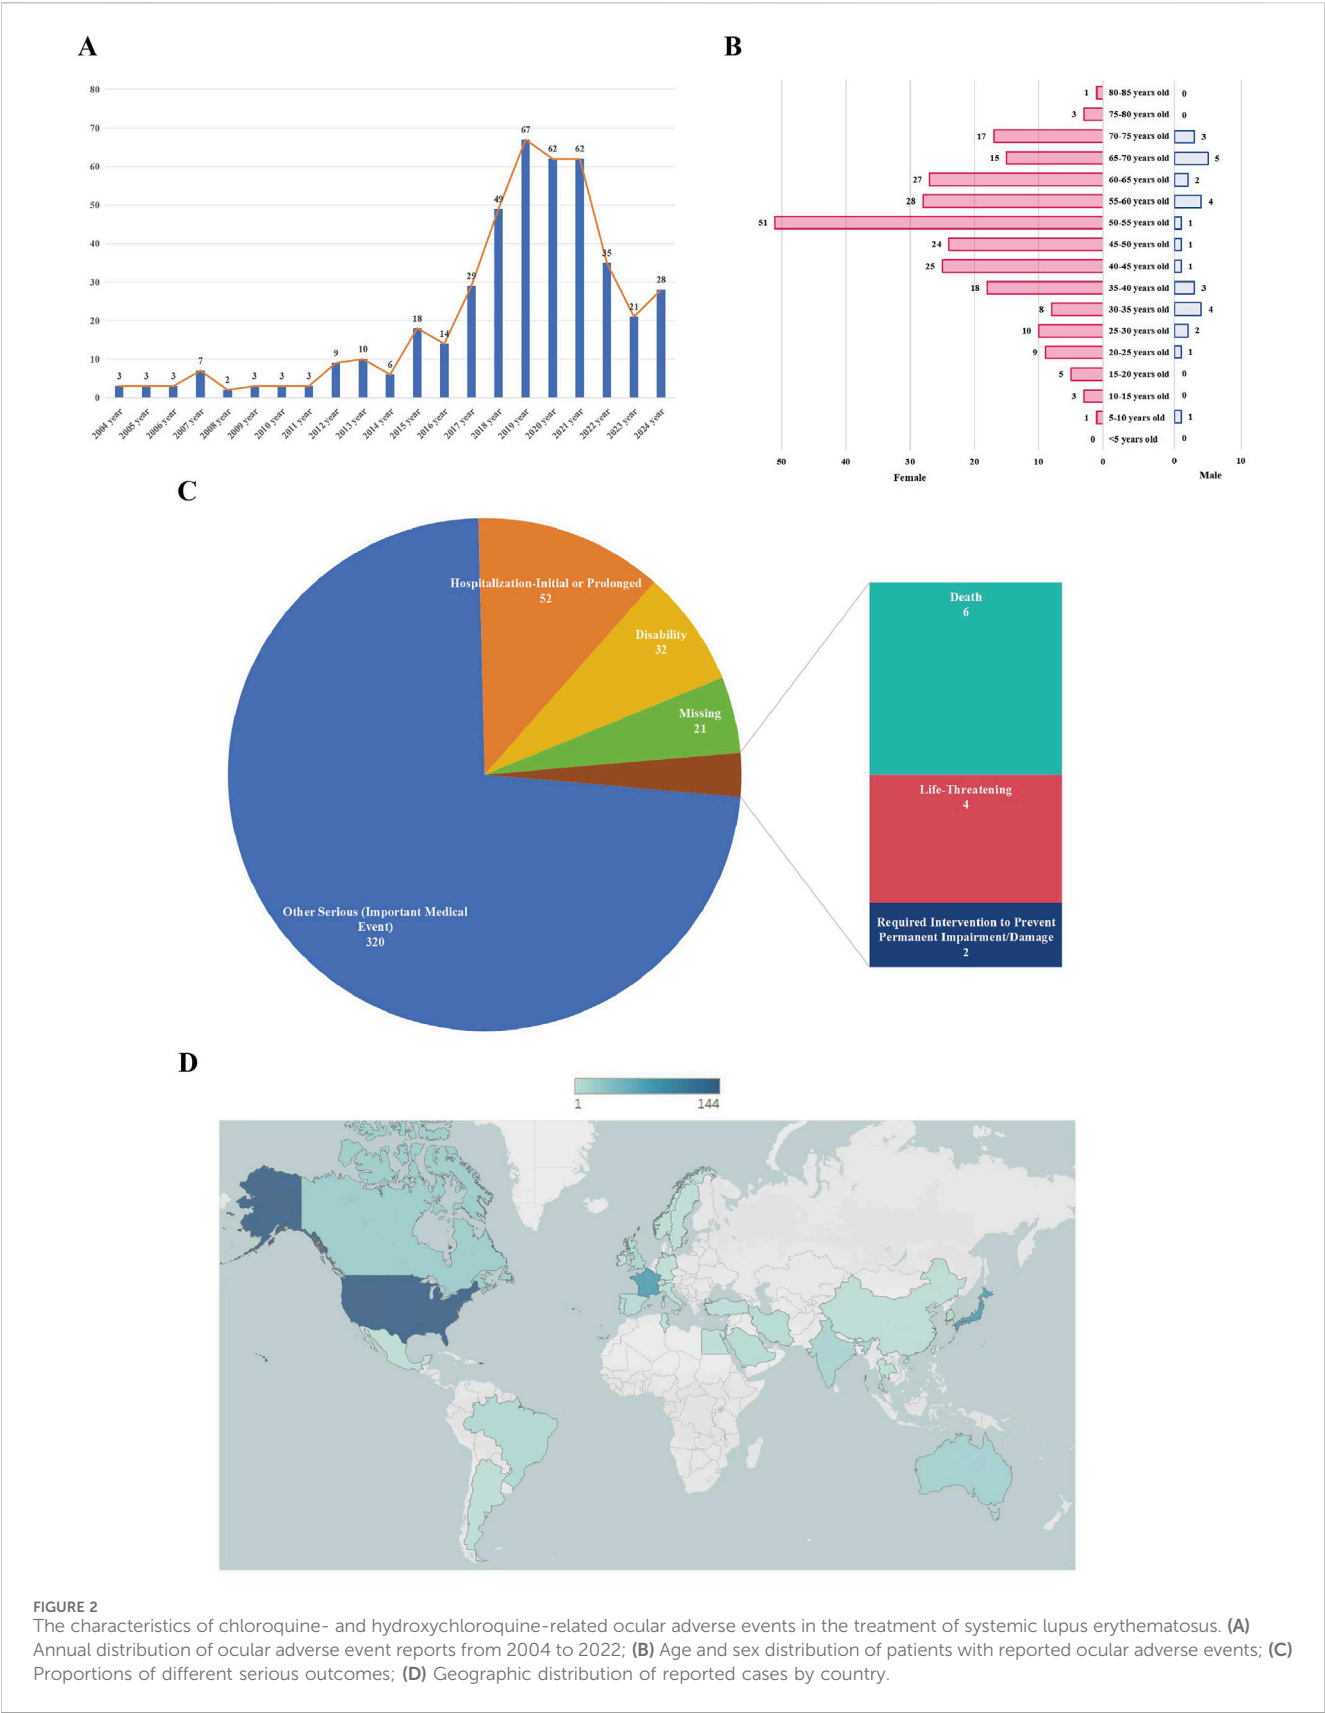 A
80
70
60
50
40
30
20
10
0
3
3
3
7
2
3
3
3
9
10
6
18
14
29
49
67
62
62
35
21
28
2004 year
2005 year
2006 year
2007 year
2008 year
2009 year
2010 year
2011 year
2012 year
2013 year
2014 year
2015 year
2016 year
2017 year
2018 year
2019 year
2020 year
2021 year
2022 year
2023 year
2024 year
B
1 80-85 years old 0
3 75-80 years old 0
17 70-75 years old 3
15 65-70 years old 5
27 60-65 years old 2
28 55-60 years old 4
51 50-55 years old 1
24 45-50 years old 1
25 40-45 years old 1
18 35-40 years old 3
8 30-35 years old 4
10 25-30 years old 2
9 20-25 years old 1
5 15-20 years old 0
3 10-15 years old 0
1 5-10 years old 1
0 <5 years old 0
50 40 30 20 10 0 0 10
Female Male
C
Hospitalization-Initial or Prolonged
52
Disability
32
Missing
21
Other Serious (Important Medical
Event)
320
Death
6
Life-Threatening
4
Required Intervention to Prevent
Permanent Impairment/Damage
2
D
1 144
FIGURE 2
The characteristics of chloroquine- and hydroxychloroquine-related ocular adverse events in the treatment of systemic lupus erythematosus. (A)
Annual distribution of ocular adverse event reports from 2004 to 2022; (B) Age and sex distribution of patients with reported ocular adverse events; (C)
Proportions of different serious outcomes; (D) Geographic distribution of reported cases by country.